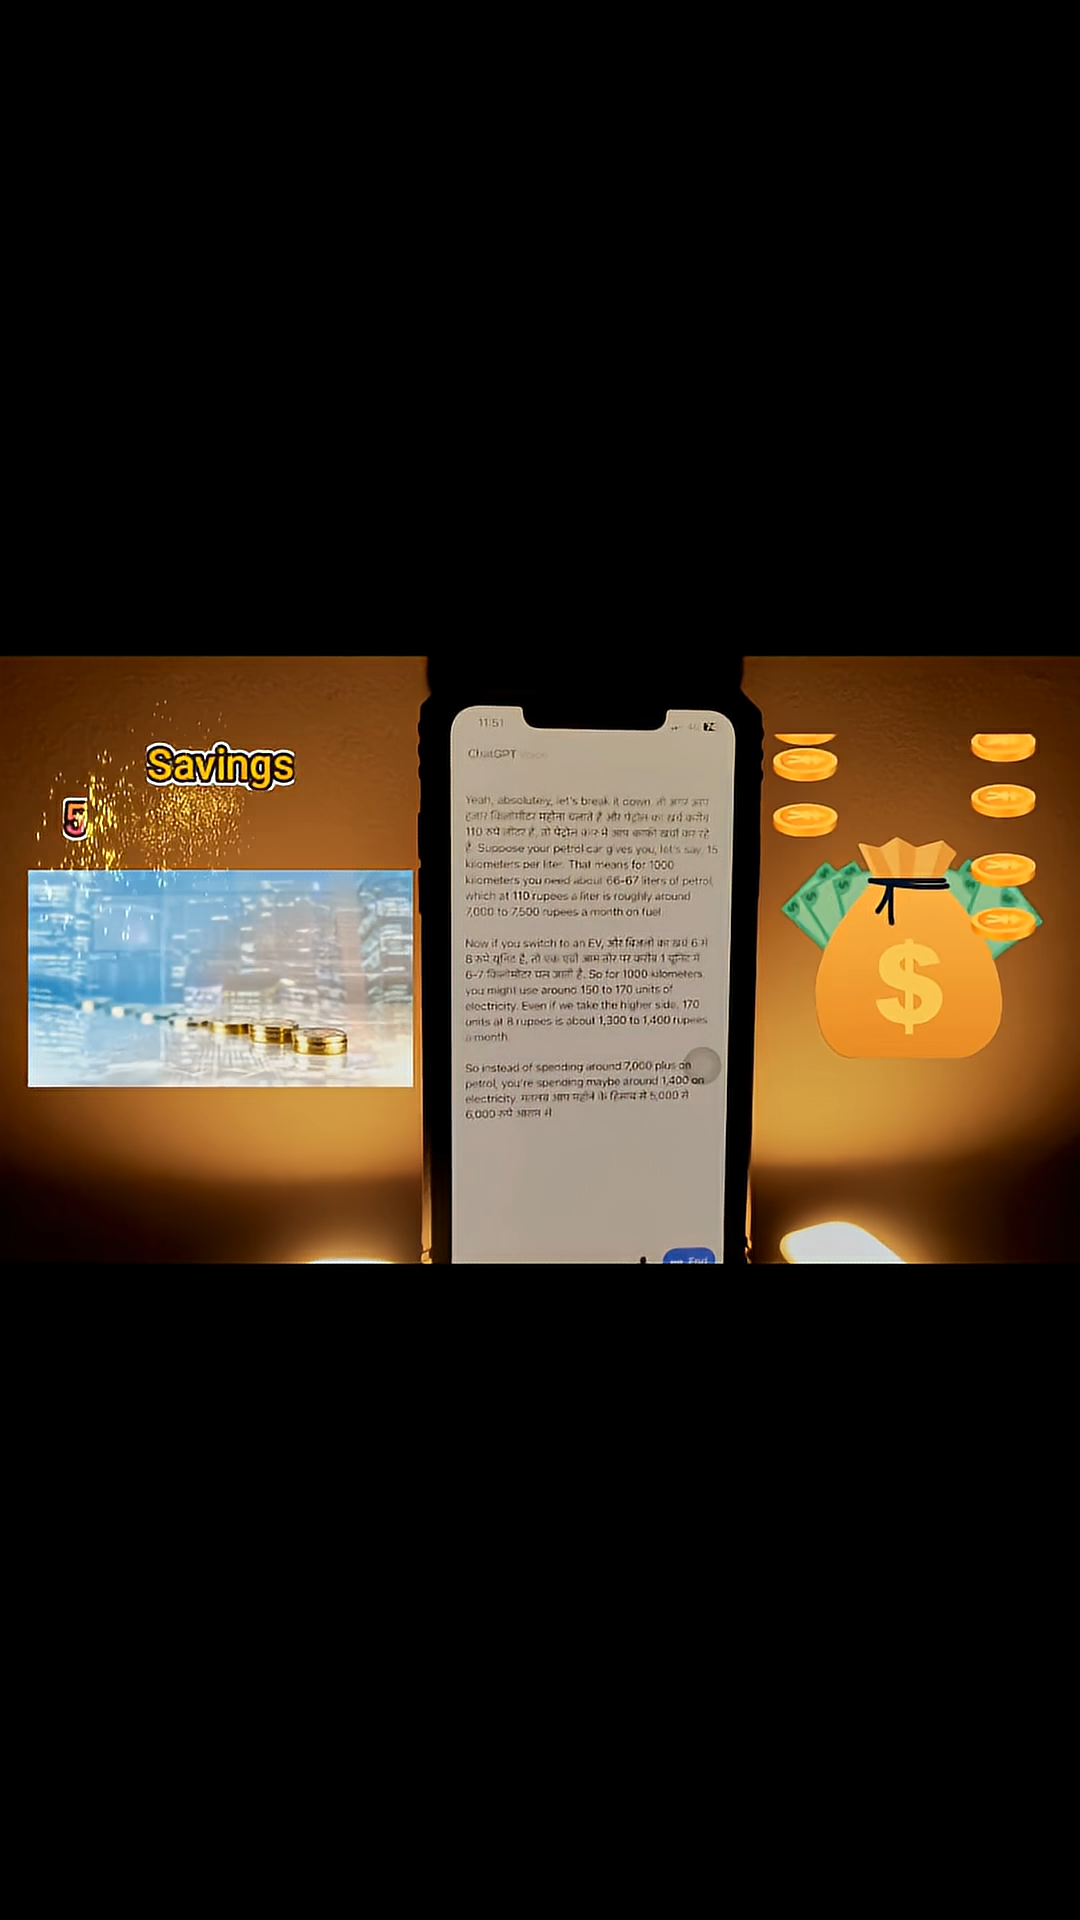 Savings
5
11:51
ChatGPT Voice
Yeah, absolutely, let's break it down. तो अगर आप
हजार किलोमीटर महीना चलाते हैं और पेट्रोल का खर्च करीब
110 रुपये लीटर है, तो पेट्रोल कार में आप काफी खर्चा कर रहे
हैं. Suppose your petrol car gives you, let's say, 15
kilometers per liter. That means for 1000
kilometers you need about 66-67 liters of petrol,
which at 110 rupees a liter is roughly around
7,000 to 7,500 rupees a month on fuel.
Now if you switch to an EV, और बिजली का खर्च 6 से
8 रुपये यूनिट है, तो एक एवी आम तौर पर करीब 1 यूनिट में
6-7 किलोमीटर चल जाती है. So for 1000 kilometers,
you might use around 150 to 170 units of
electricity. Even if we take the higher side, 170
units at 8 rupees is about 1,300 to 1,400 rupees
a month.
So instead of spending around 7,000 plus on
petrol, you're spending maybe around 1,400 on
electricity. मतलब आप महीने के हिसाब से 5,000 से
6,000 रुपये आराम से
End
$